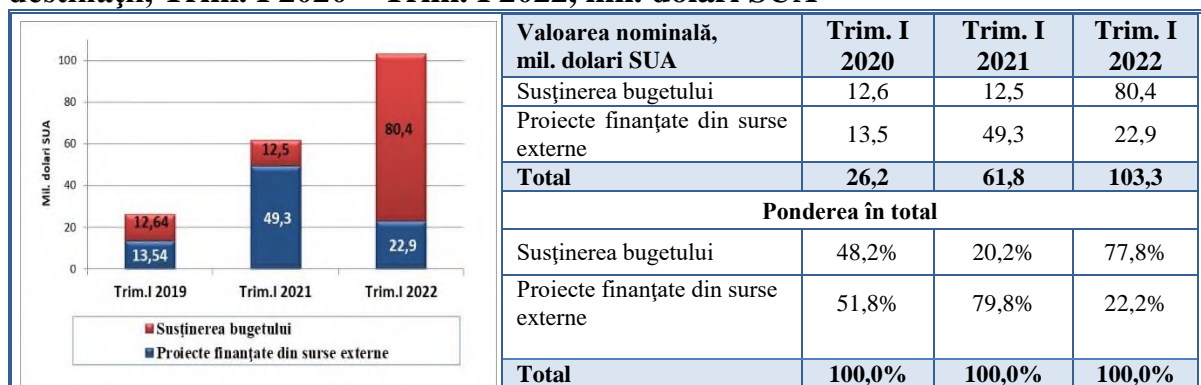 destinaţii, Trim. I 2020 – Trim. I 2022, mil. dolari SUA
Mil. dolari SUA
100
80
60
40
20
0
12,64
13,54
12,5
49,3
80,4
22,9
Trim.I 2019 Trim.I 2021 Trim.I 2022
Susținerea bugetului
Proiecte finanțate din surse externe
Valoarea nominală, Trim. I Trim. I Trim. I
mil. dolari SUA 2020 2021 2022
Susţinerea bugetului 12,6 12,5 80,4
Proiecte finanţate din surse
externe 13,5 49,3 22,9
Total 26,2 61,8 103,3
Ponderea în total
Susţinerea bugetului 48,2% 20,2% 77,8%
Proiecte finanţate din surse
externe 51,8% 79,8% 22,2%
Total 100,0% 100,0% 100,0%